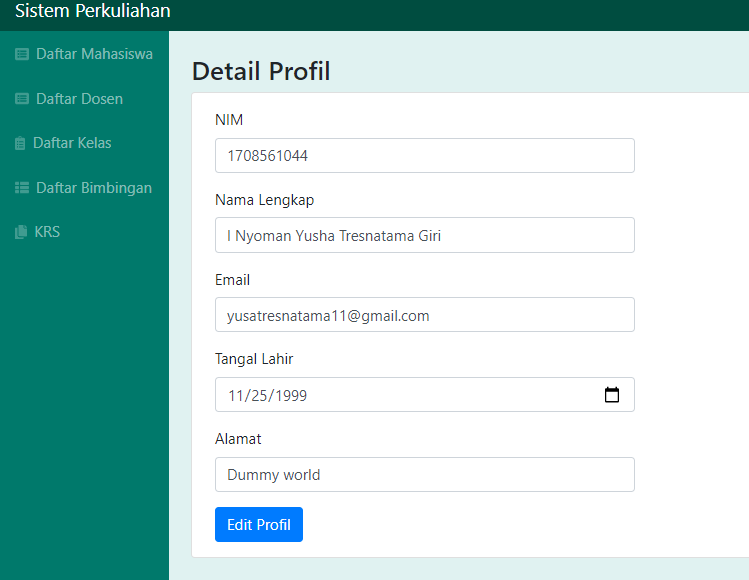 Sistem Perkuliahan
Daftar Mahasiswa
Daftar Dosen
Daftar Kelas
Daftar Bimbingan
KRS
Detail Profil
NIM
1708561044
Nama Lengkap
I Nyoman Yusha Tresnatama Giri
Email
yusatresnatama11@gmail.com
Tangal Lahir
11/25/1999
Alamat
Dummy world
Edit Profil